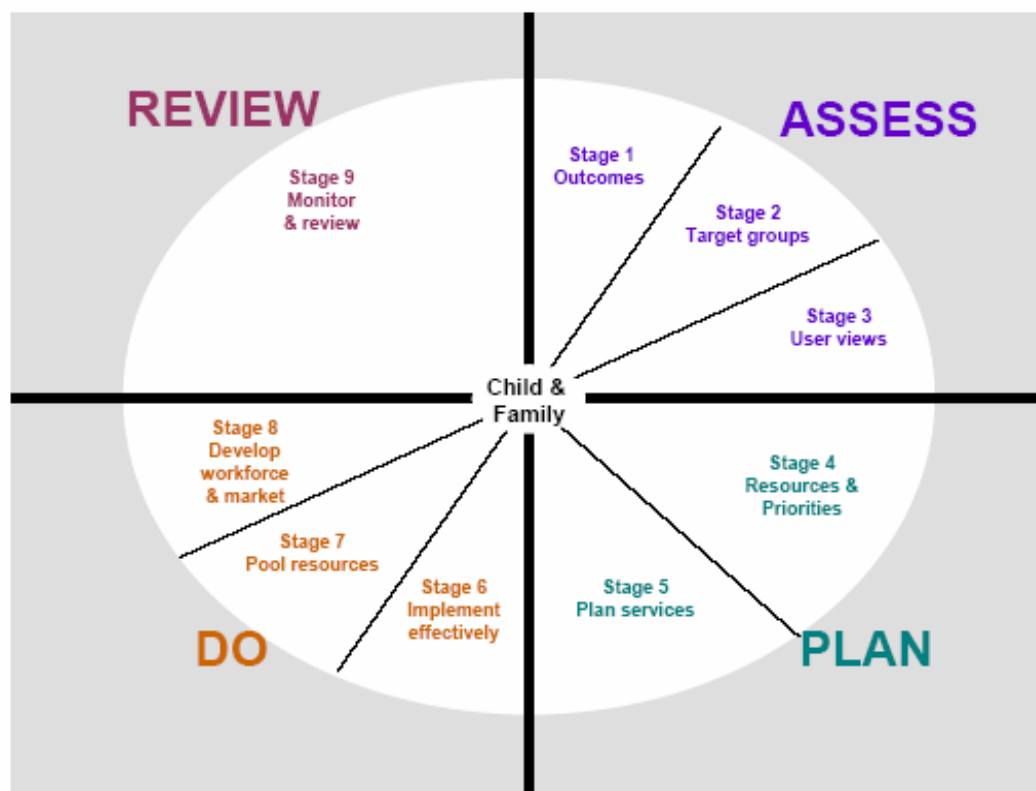 REVIEW
ASSESS
Stage 1
Outcomes
Stage 9
Monitor
& review
Stage 2
Target groups
Stage 3
User views
Child &
Family
Stage 8
Develop
workforce
& market
Stage 4
Resources &
Priorities
Stage 7
Pool resources
Stage 6
Implement
effectively
Stage 5
Plan services
DO
PLAN